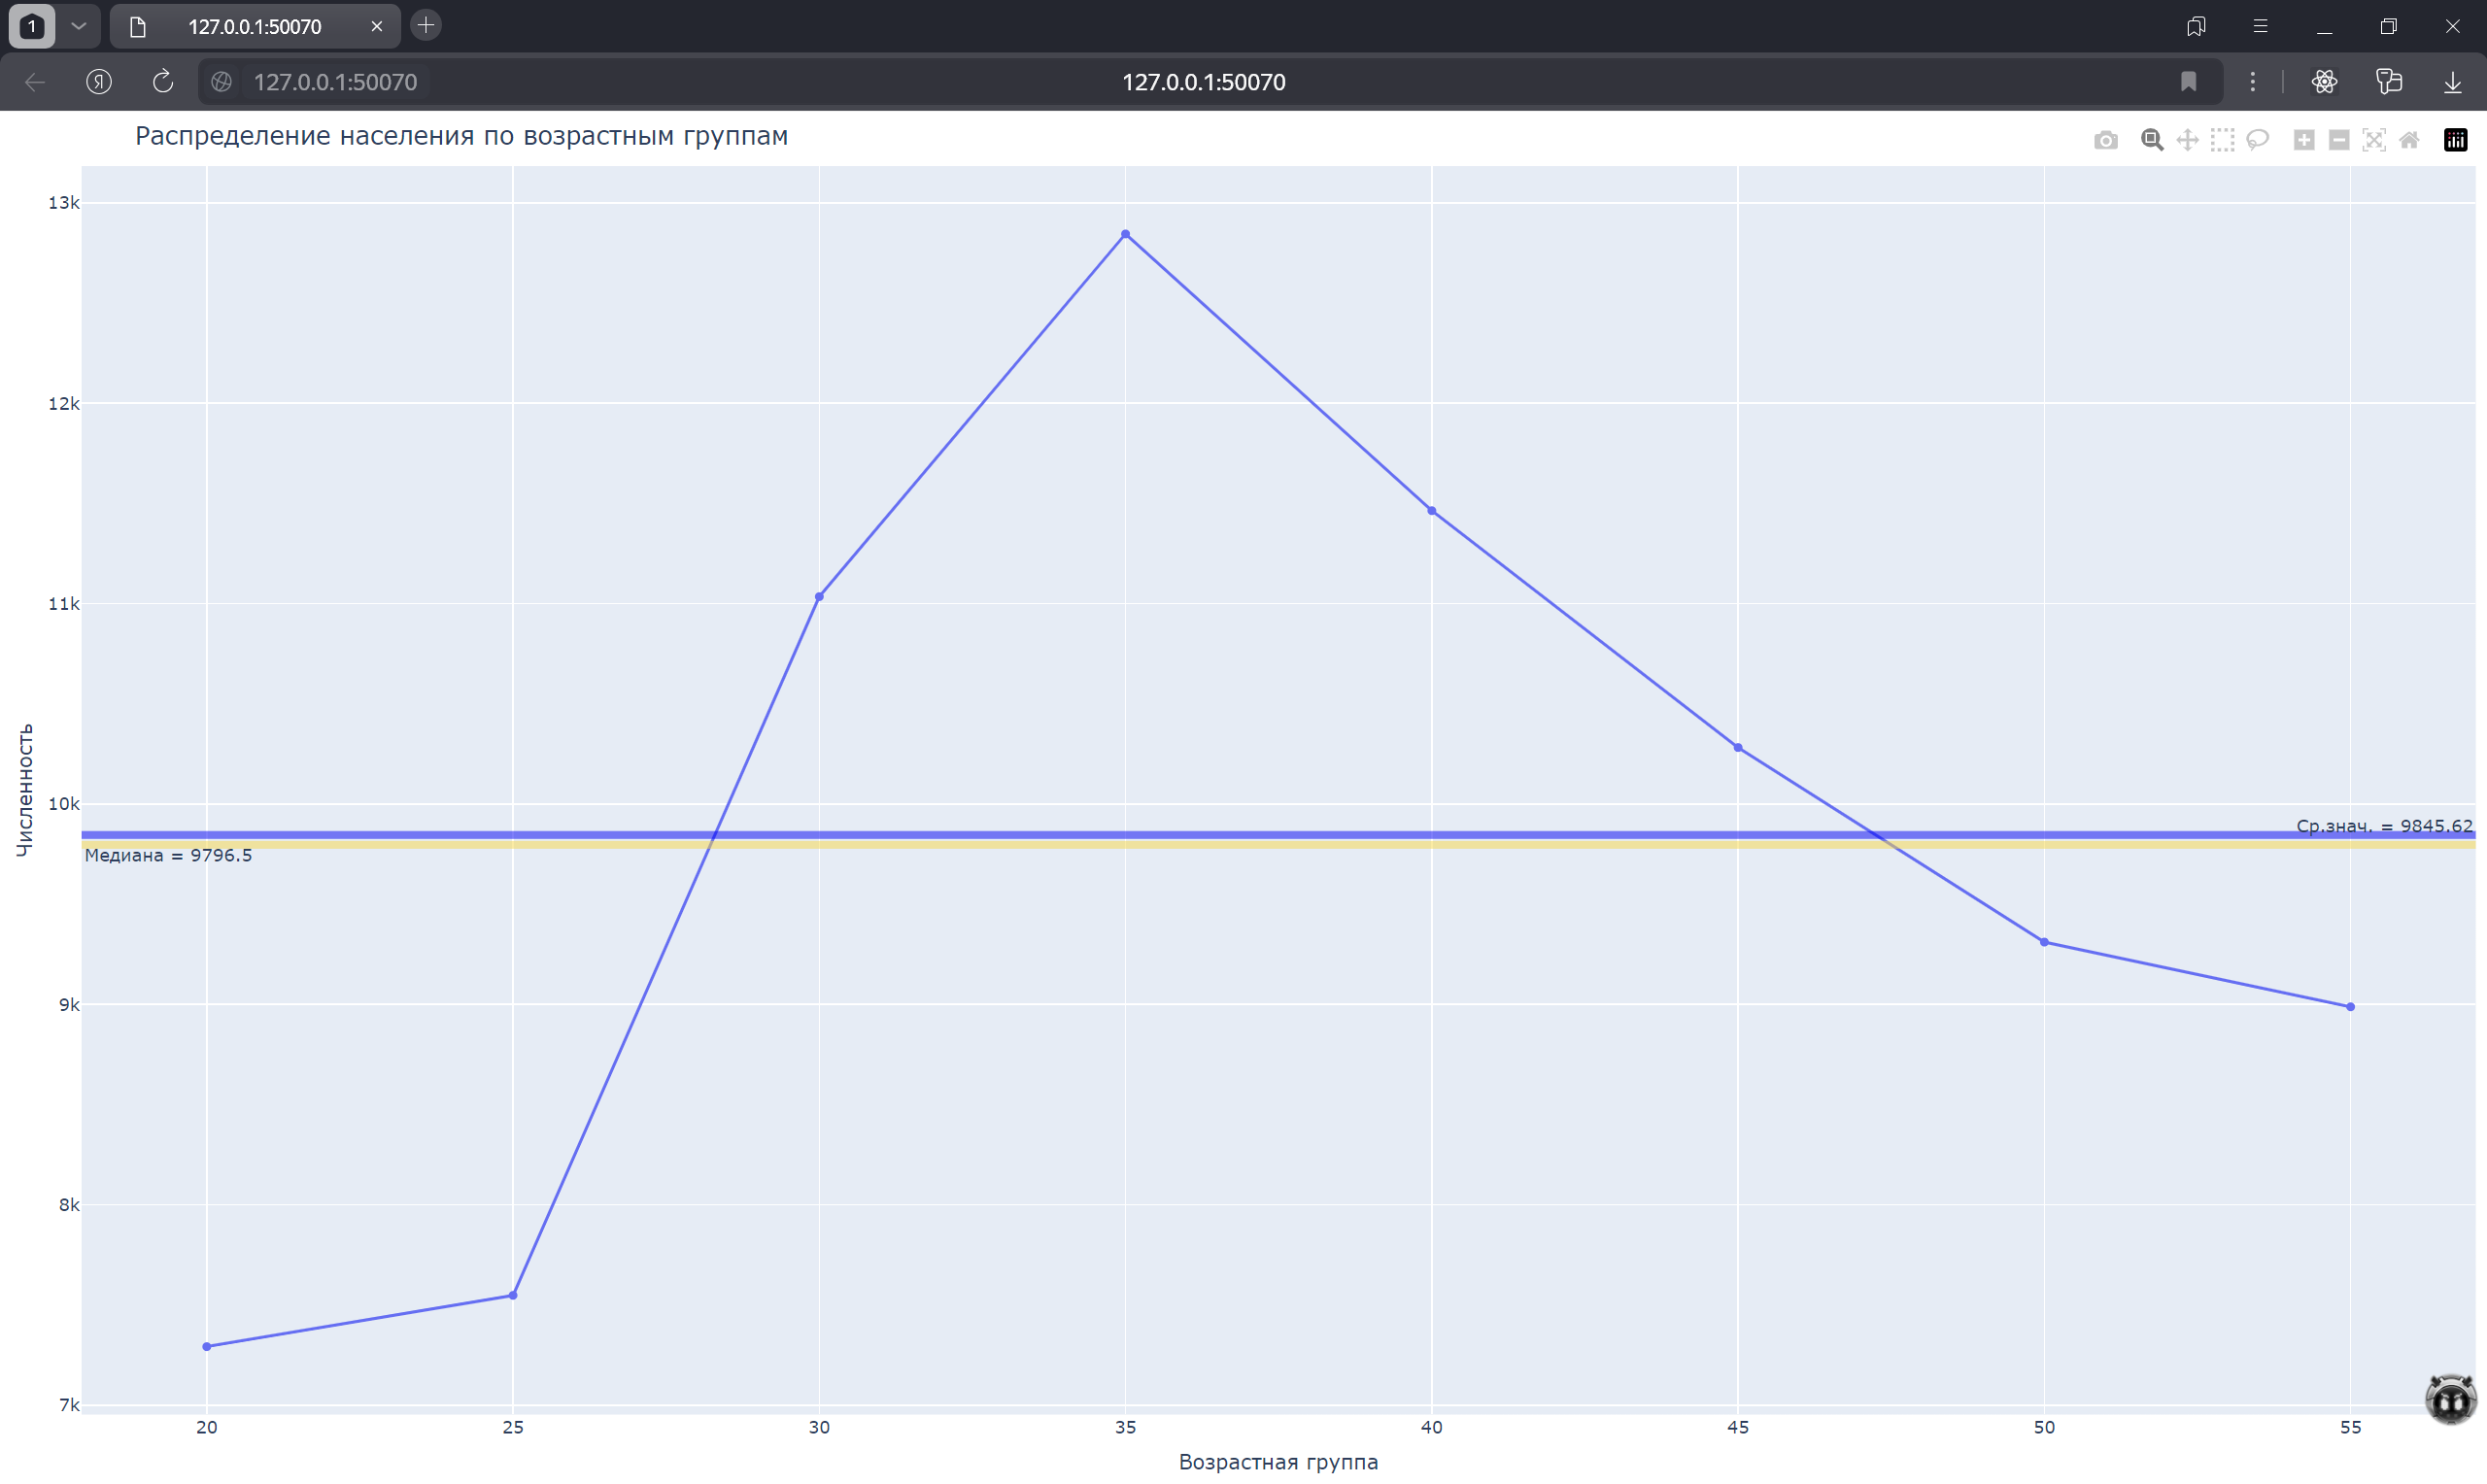 1
127.0.0.1:50070
Я
127.0.0.1:50070
127.0.0.1:50070
Распределение населения по возрастным группам
13k
12k
11k
10k
9k
8k
7k
Численность
Ср.знач. = 9845.62
Медиана = 9796.5
20 25 30 35 40 45 50 55
Возрастная группа